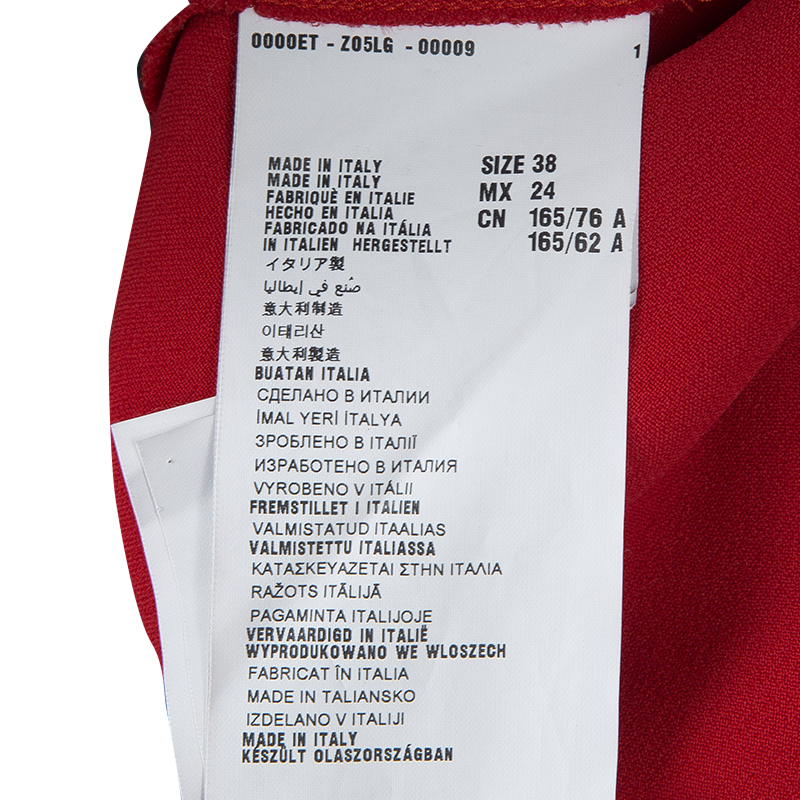 0000ET - Z05LG - 00009
1
MADE IN ITALY
MADE IN ITALY
FABRIQUÈ EN ITALIE
HECHO EN ITALIA
FABRICADO NA ITÁLIA
IN ITALIEN HERGESTELLT
イタリア製
صُنع في إيطاليا
意大利制造
이태리산
意大利製造
BUATAN ITALIA
СДЕЛАНО В ИТАЛИИ
İMAL YERİ İTALYA
ЗРОБЛЕНО В ІТАЛІЇ
ИЗРАБОТЕНО В ИТАЛИЯ
VYROBENO V ITÁLII
FREMSTILLET I ITALIEN
VALMISTATUD ITAALIAS
VALMISTETTU ITALIASSA
ΚΑΤΑΣΚΕΥΑΖΕΤΑΙ ΣΤΗΝ ΙΤΑΛΙΑ
RAŽOTS ITĀLIJĀ
PAGAMINTA ITALIJOJE
VERVAARDIGD IN ITALIË
WYPRODUKOWANO WE WLOSZECH
FABRICAT ÎN ITALIA
MADE IN TALIANSKO
IZDELANO V ITALIJI
MADE IN ITALY
KÉSZÜLT OLASZORSZÁGBAN
SIZE 38
MX 24
CN 165/76 A
165/62 A